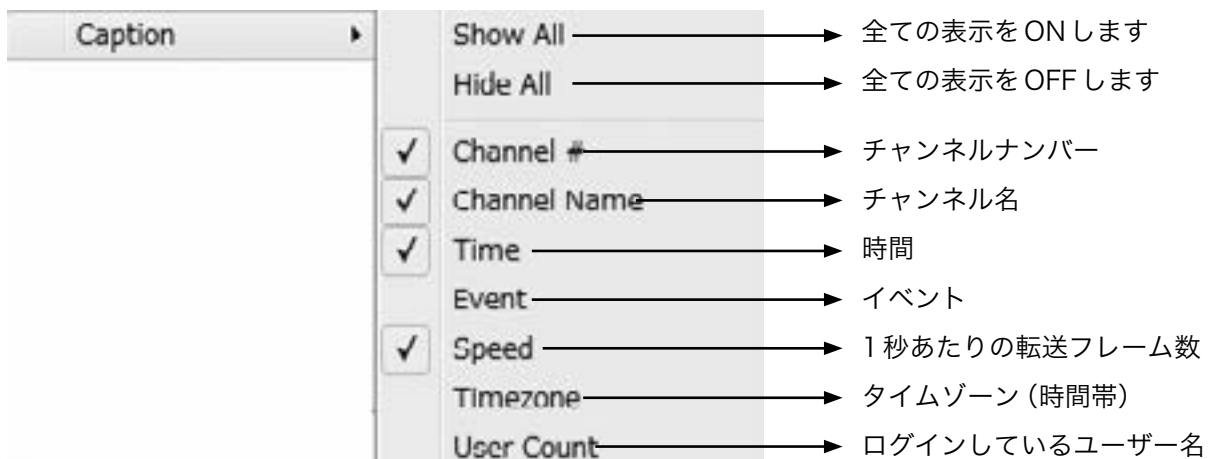 Caption
Show All 全ての表示をONします
Hide All 全ての表示をOFFします
Channel # チャンネルナンバー
Channel Name チャンネル名
Time 時間
Event イベント
Speed 1秒あたりの転送フレーム数
Timezone タイムゾーン(時間帯)
User Count ログインしているユーザー名